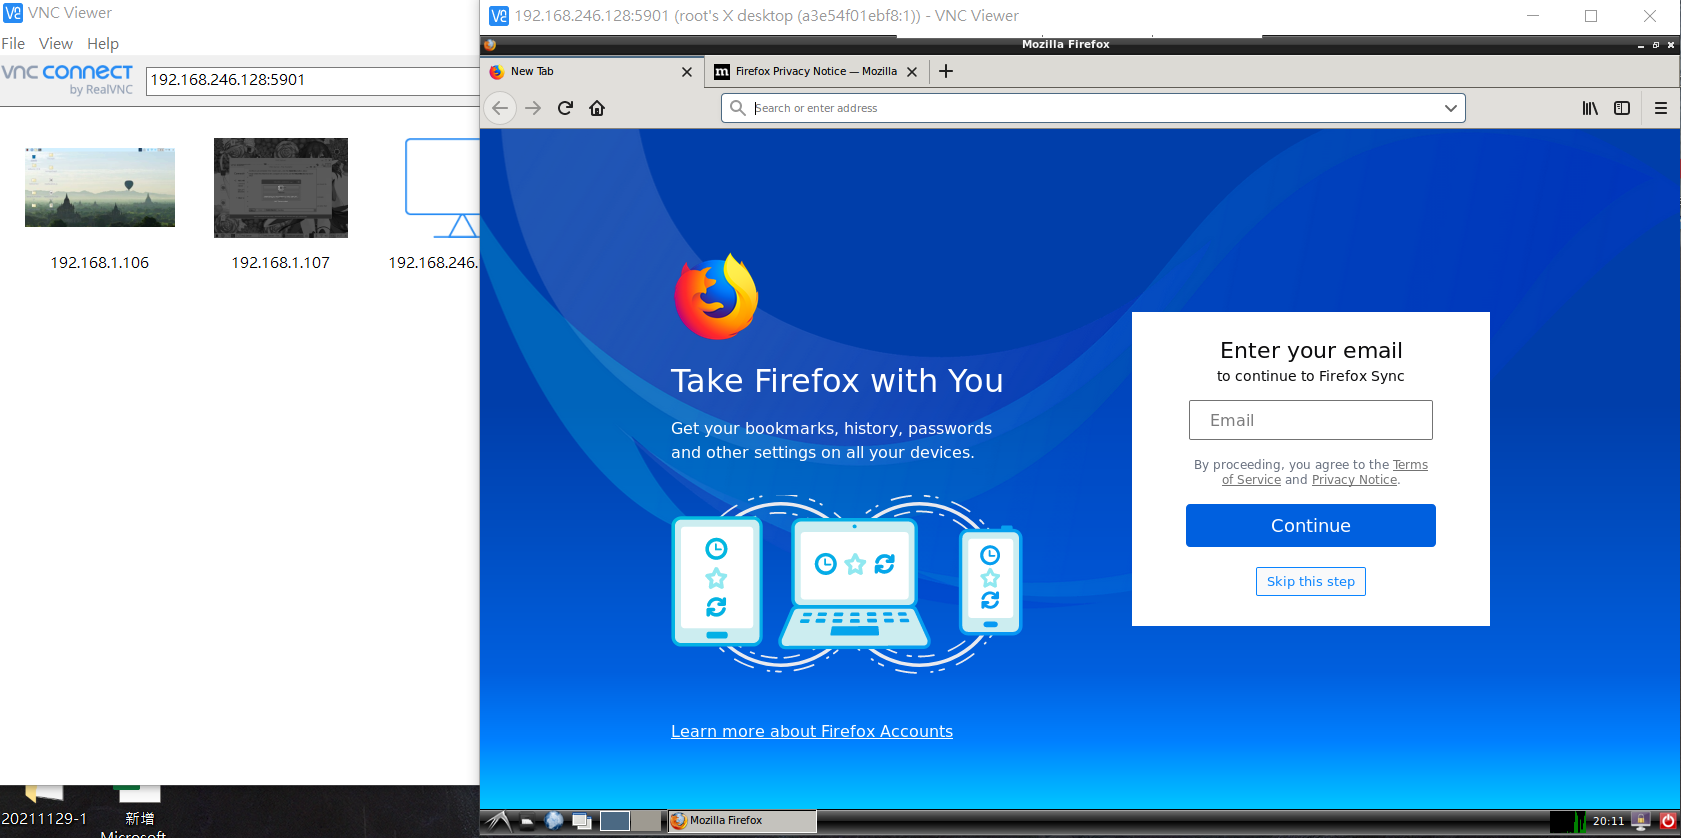 VNC Viewer
File View Help
vnc connect
by RealVNC
192.168.246.128:5901
192.168.1.106
192.168.1.107
192.168.246.
20211129-1
新增
Microsoft
192.168.246.128:5901 (root's X desktop (a3e54f01ebf8:1)) - VNC Viewer
Mozilla Firefox
New Tab
Firefox Privacy Notice — Mozilla
Search or enter address
Take Firefox with You
Get your bookmarks, history, passwords
and other settings on all your devices.
Learn more about Firefox Accounts
Enter your email
to continue to Firefox Sync
Email
By proceeding, you agree to the Terms
of Service and Privacy Notice.
Continue
Skip this step
Mozilla Firefox
20:11